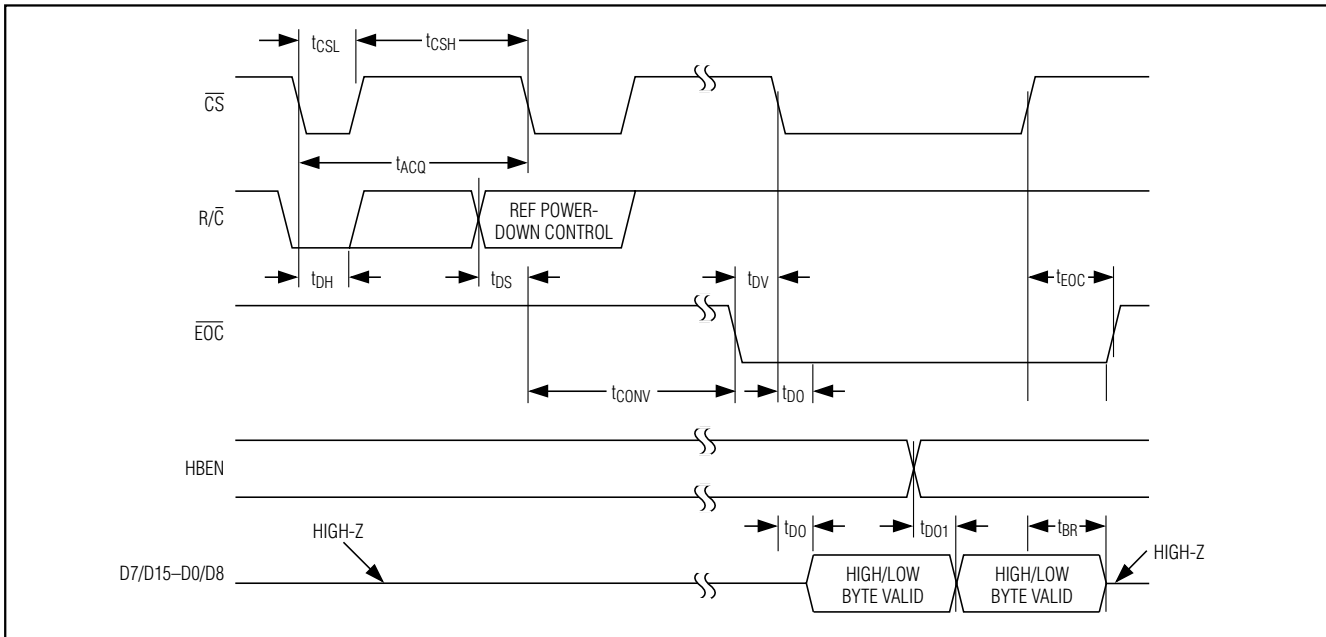 tCSL
tCSH
CS
tACQ
R/C
REF POWER-
DOWN CONTROL
tDH
tDS
tDV
tEOC
EOC
tCONV
tDO
HBEN
tDO
tDO1
tBR
HIGH-Z
HIGH-Z
D7/D15–D0/D8
HIGH/LOW
BYTE VALID
HIGH/LOW
BYTE VALID